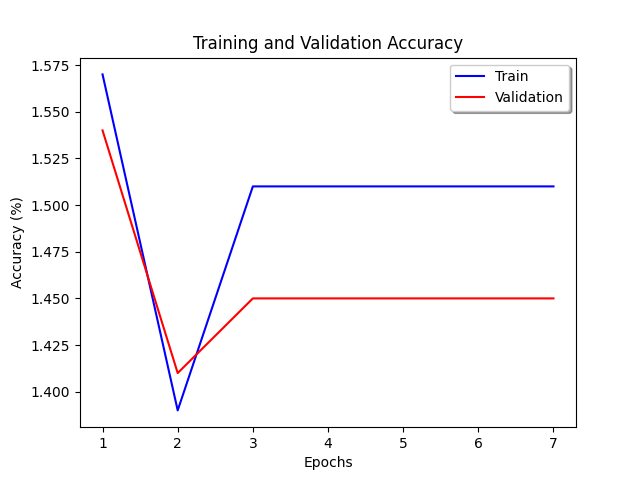 Training and Validation Accuracy
Train
Validation
1.575
1.550
1.525
1.500
1.475
1.450
1.425
1.400
Accuracy (%)
1 2 3 4 5 6 7
Epochs